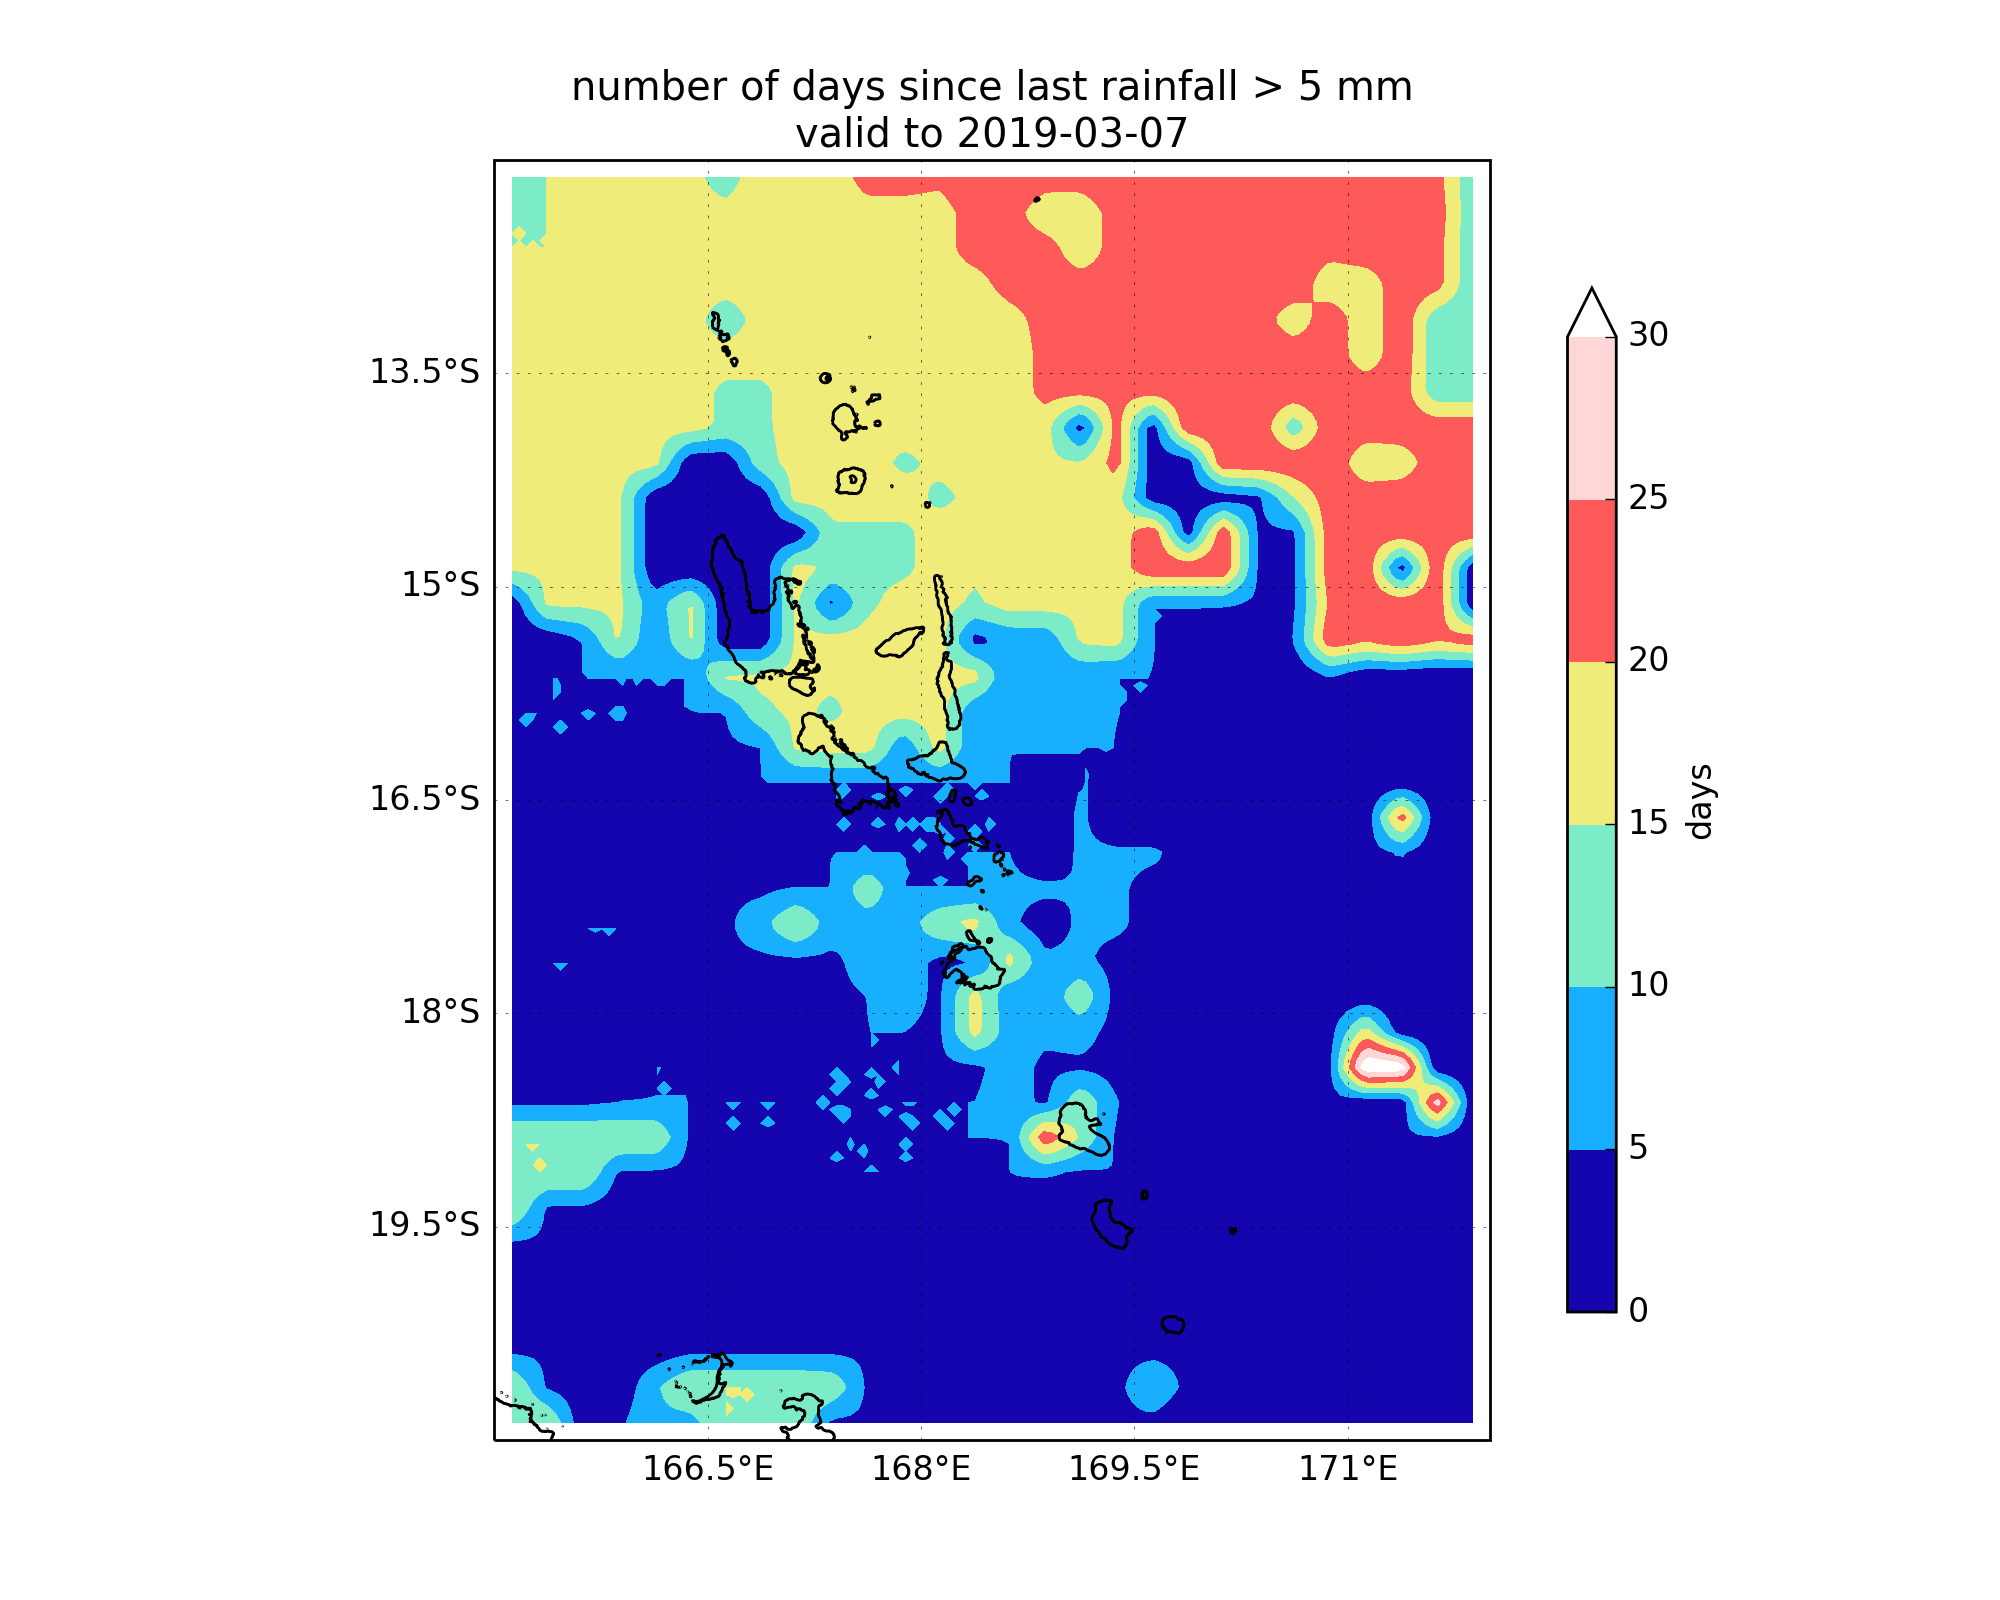 number of days since last rainfall > 5 mm
valid to 2019-03-07
13.5°S
15°S
16.5°S
18°S
19.5°S
166.5°E
168°E
169.5°E
171°E
30
25
20
15
10
5
0
days